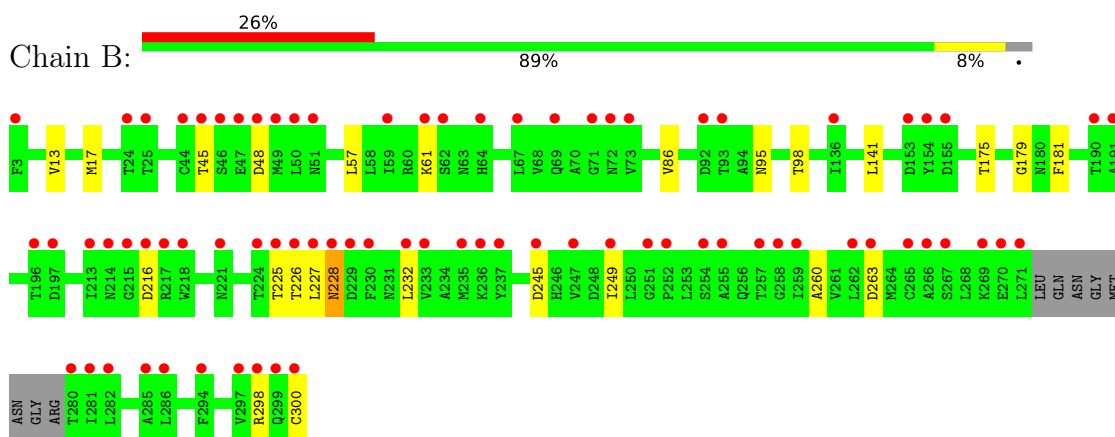 26%
Chain B:
89% 8% •
F3 V13 M17 T24 T25 C44 T45 S46 E47 D48 M49 L50 N51 L57 L58 I59 R60 K61 S62 N63 H64 L67 V68 Q69 A70 G71 N72 V73 V86 D92 T93 A94 N95 T98 I136 L141 D153 Y154 D155 T175 G179 N180 F181 T190 A191
T196 D197 I213 N214 G215 D216 R217 W218 N221 T224 T225 T226 L227 N228 D229 F230 N231 L232 V233 A234 M235 K236 Y237 D245 H246 V247 D248 I249 L250 G251 P252 L253 S254 A255 Q256 T257 G258 I259 A260 V261 L262 D263 M264 C265 A266 S267 L268 K269 E270 L271 LEU GLN ASN GLY MET
ASN GLY ARG T280 I281 L282 A285 L286 F294 V297 R298 Q299 C300